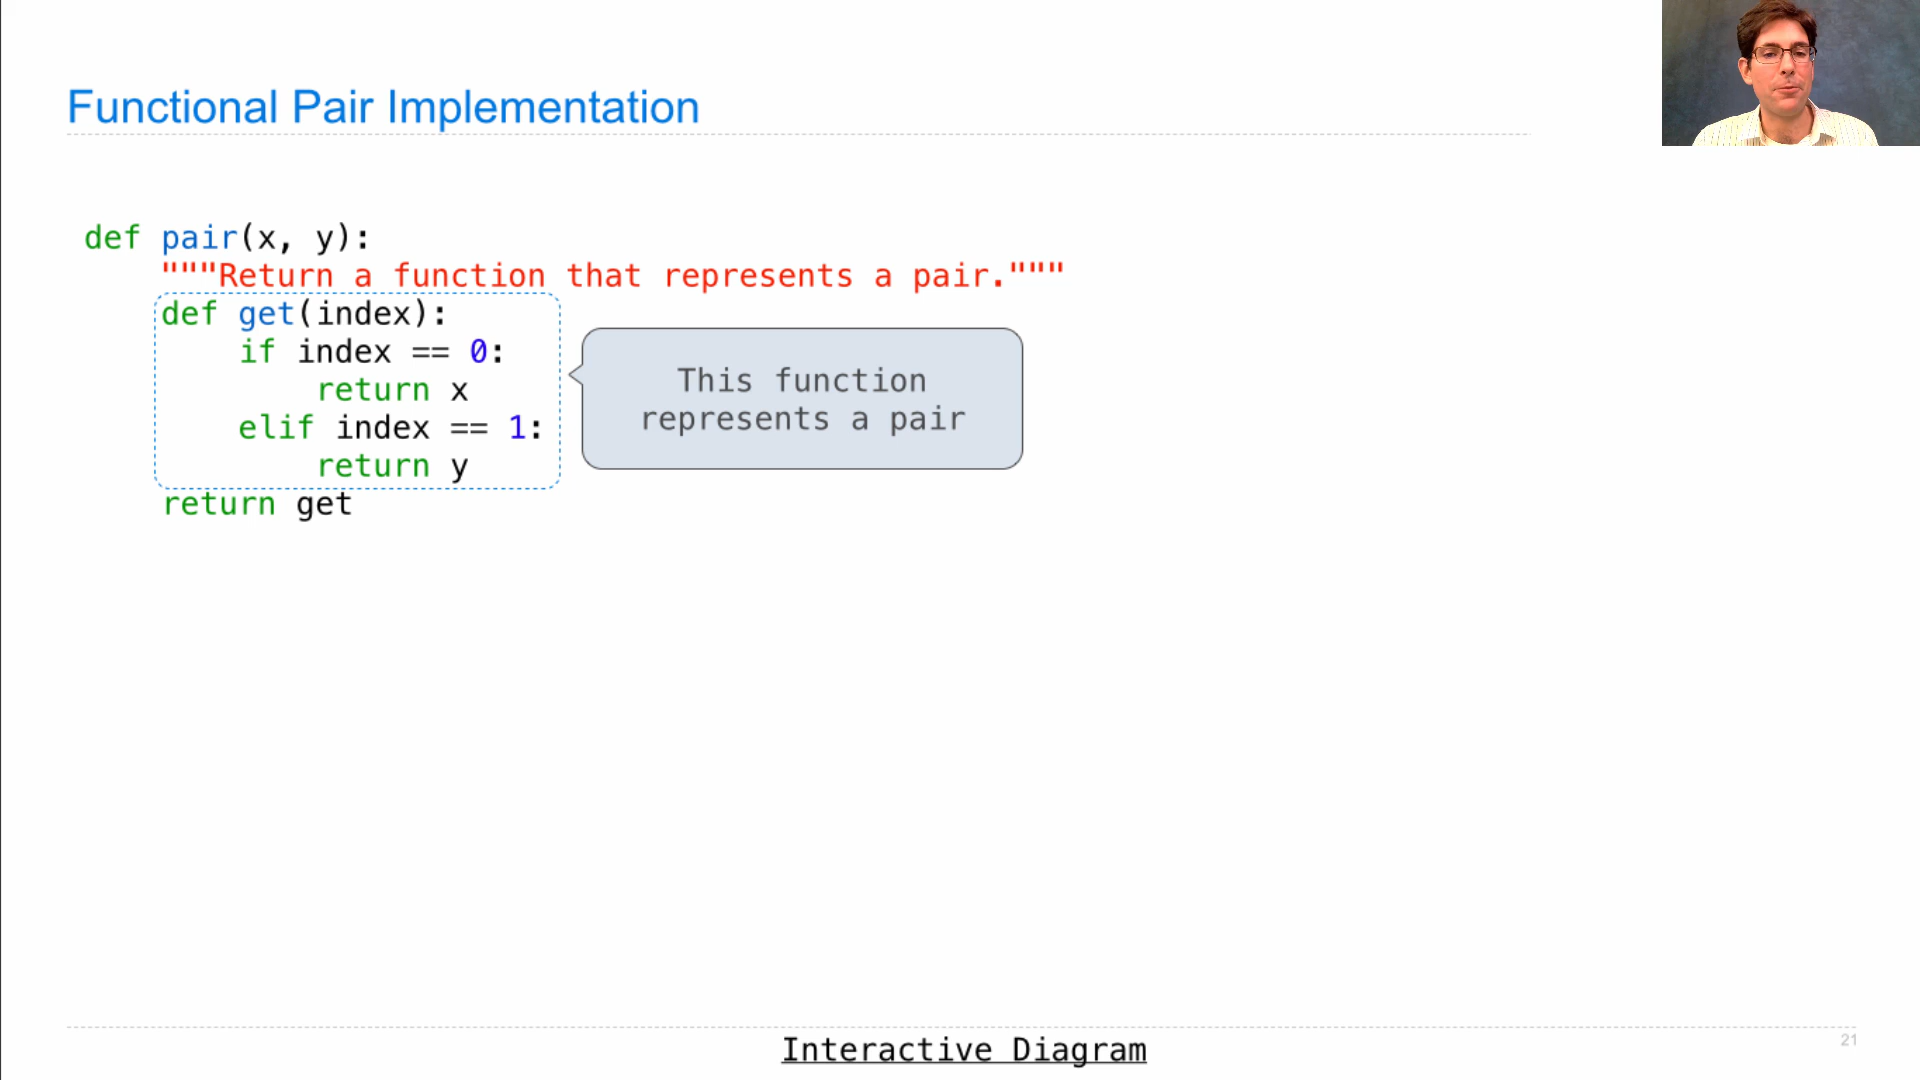 Functional Pair Implementation
def pair(x, y):
    """Return a function that represents a pair."""
    def get(index):
        if index == 0:
            return x
        elif index == 1:
            return y
    return get
This function
represents a pair
Interactive Diagram
21